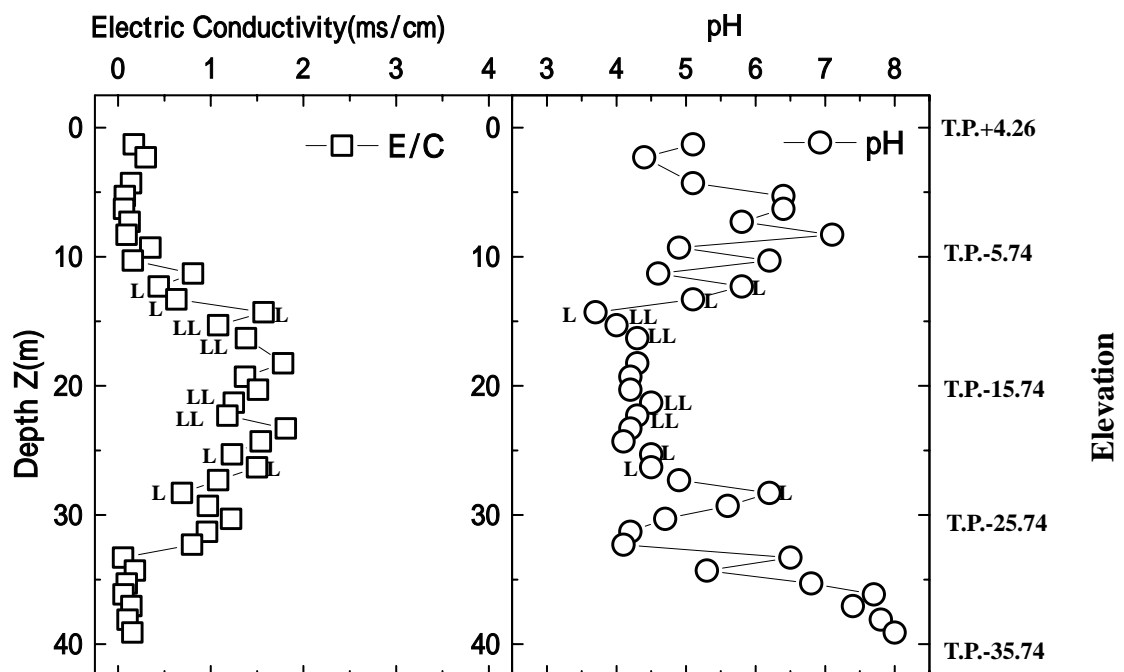 Electric Conductivity(ms/cm) pH
0 1 2 3 4 3 4 5 6 7 8
0 E/C 0 pH T.P.+4.26
10 10 T.P.-5.74
L L
L L
L L
LL LL
LL LL
20 20 T.P.-15.74
LL LL
LL LL
L L
L L
L L
30 30 T.P.-25.74
40 40 T.P.-35.74
Depth Z(m)
Elevation